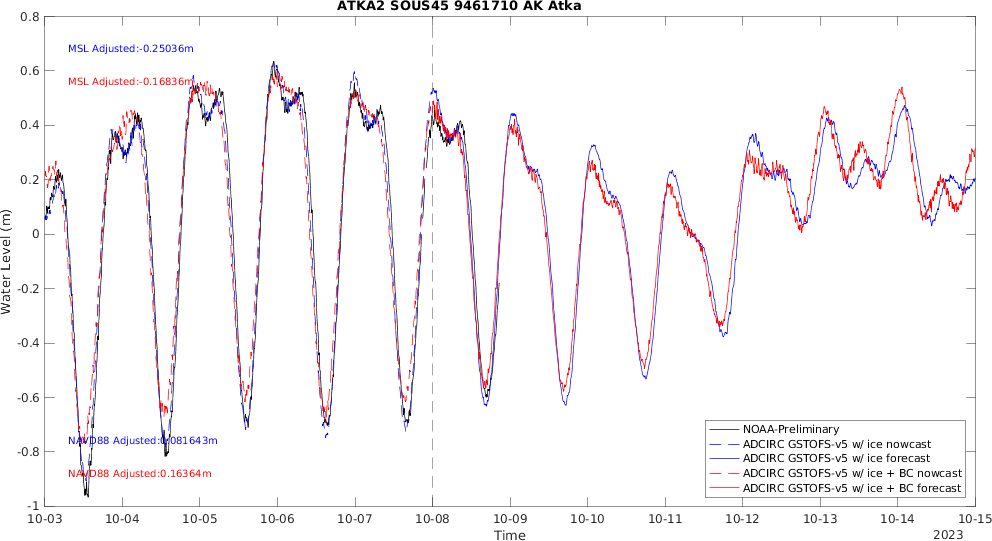 ATKA2 SOUS45 9461710 AK Atka
0.8
0.6
0.4
0.2
0
-0.2
-0.4
-0.6
-0.8
-1
Water Level (m)
MSL Adjusted:-0.25036m
MSL Adjusted:-0.16836m
NAVD88 Adjusted:0.081643m
NAVD88 Adjusted:0.16364m
NOAA-Preliminary
ADCIRC GSTOFS-v5 w/ ice nowcast
ADCIRC GSTOFS-v5 w/ ice forecast
ADCIRC GSTOFS-v5 w/ ice + BC nowcast
ADCIRC GSTOFS-v5 w/ ice + BC forecast
10-03 10-04 10-05 10-06 10-07 10-08 10-09 10-10 10-11 10-12 10-13 10-14 10-15
Time
2023